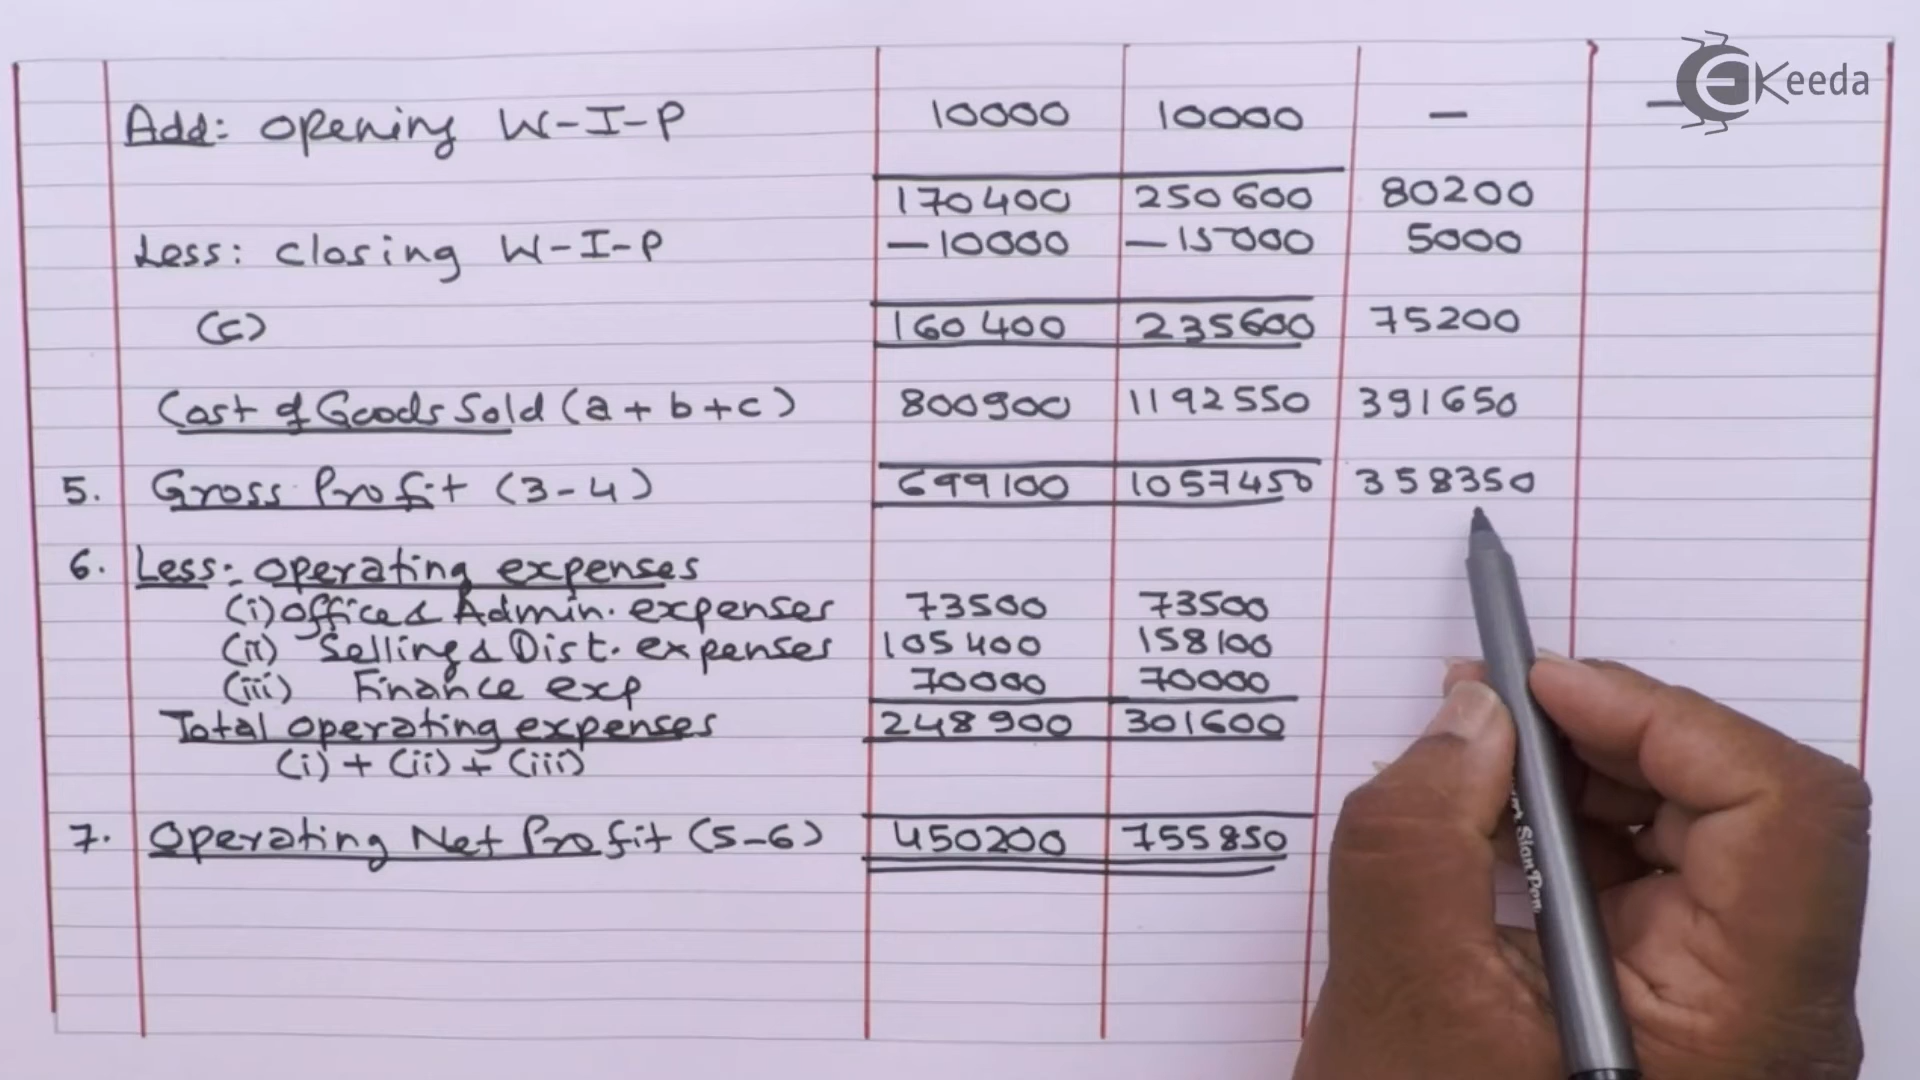 EKeeda
Add: opening W-I-P 10000 10000 — —
170400 250600 80200
Less: closing W-I-P —10000 —15000 5000
(c) 160400 235600 75200
Cost of Goods Sold (a + b + c) 800900 1192550 391650
5. Gross Profit (3-4) 699100 1057450 358350
6. Less: operating expenses
(i) office & Admin. expenses 73500 73500
(ii) Selling & Dist. expenses 105400 158100
(iii) Finance exp 70000 70000
Total operating expenses 248900 301600
(i) + (ii) + (iii)
7. Operating Net Profit (5-6) 450200 755850